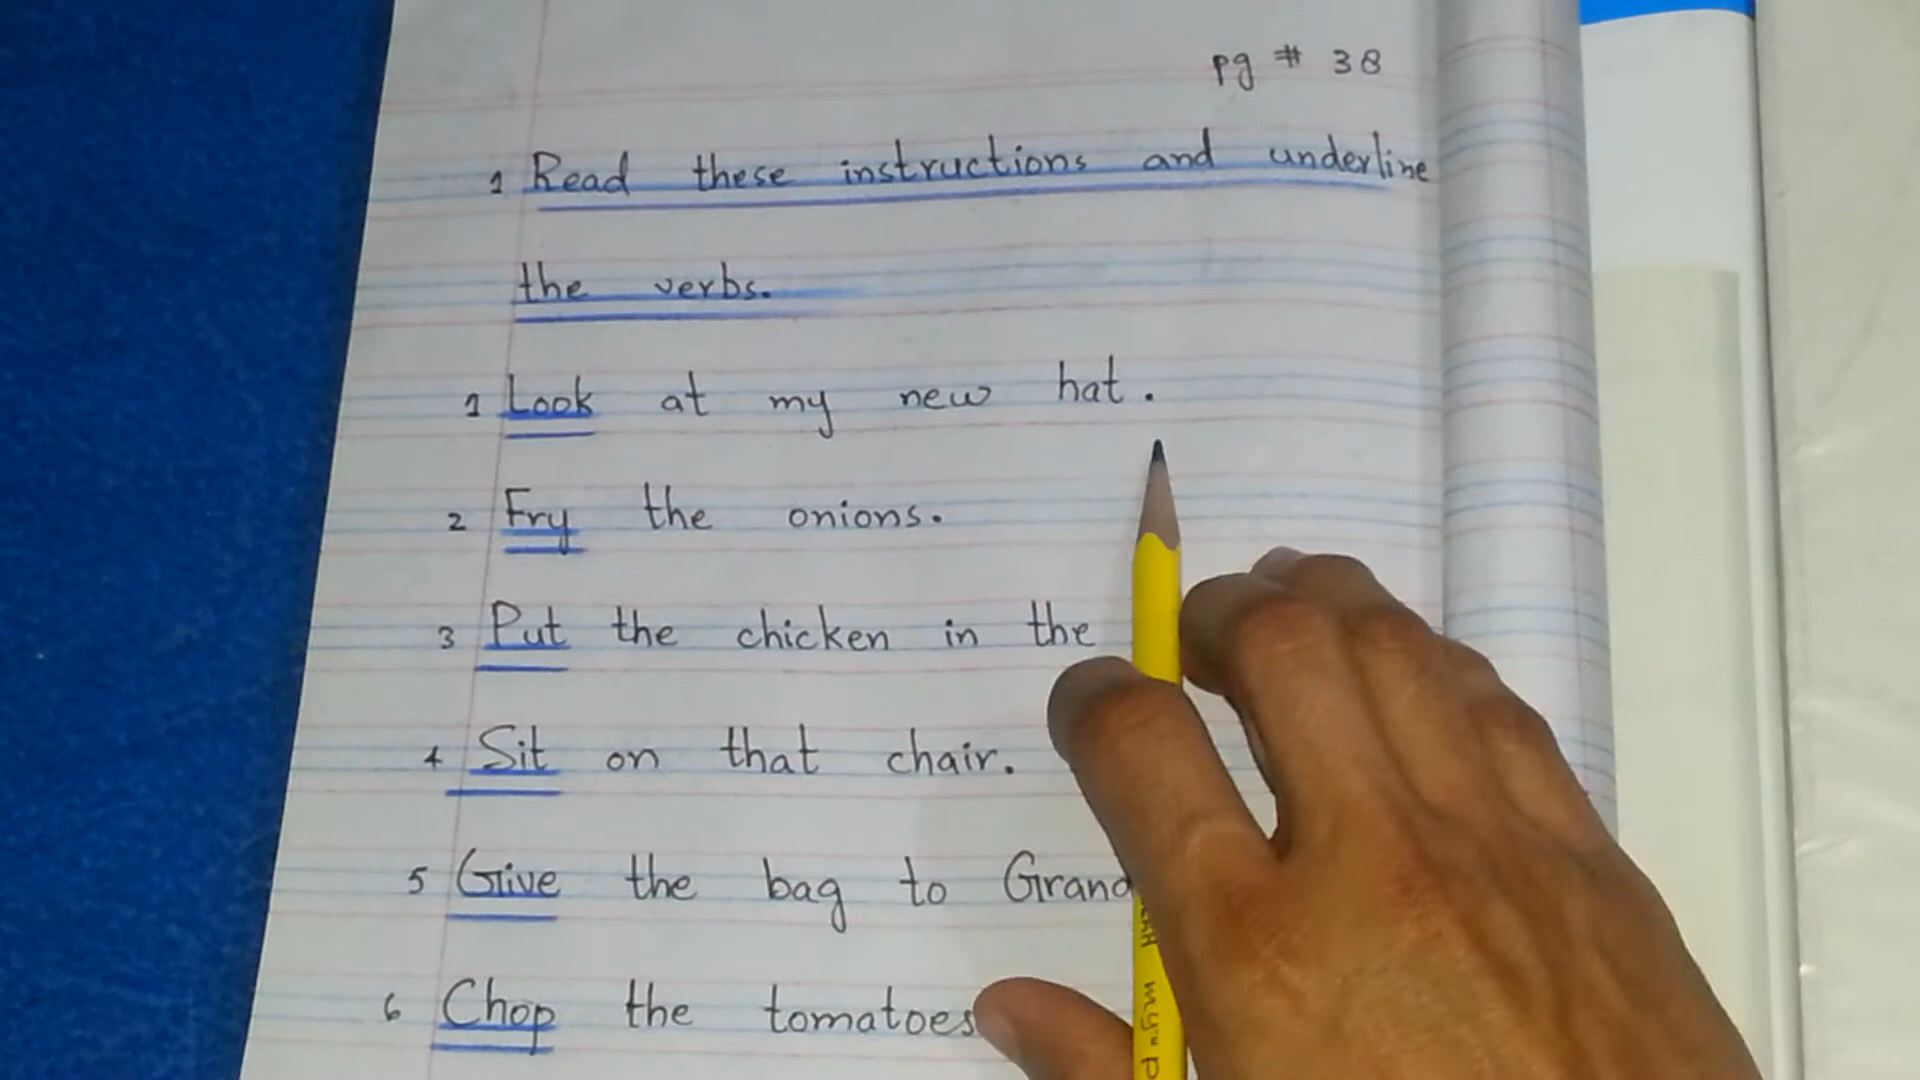 pg # 38
1 Read these instructions and underline
the verbs.
1 Look at my new hat.
2 Fry the onions.
3 Put the chicken in the
4 Sit on that chair.
5 Give the bag to Grand
6 Chop the tomatoes
my"p